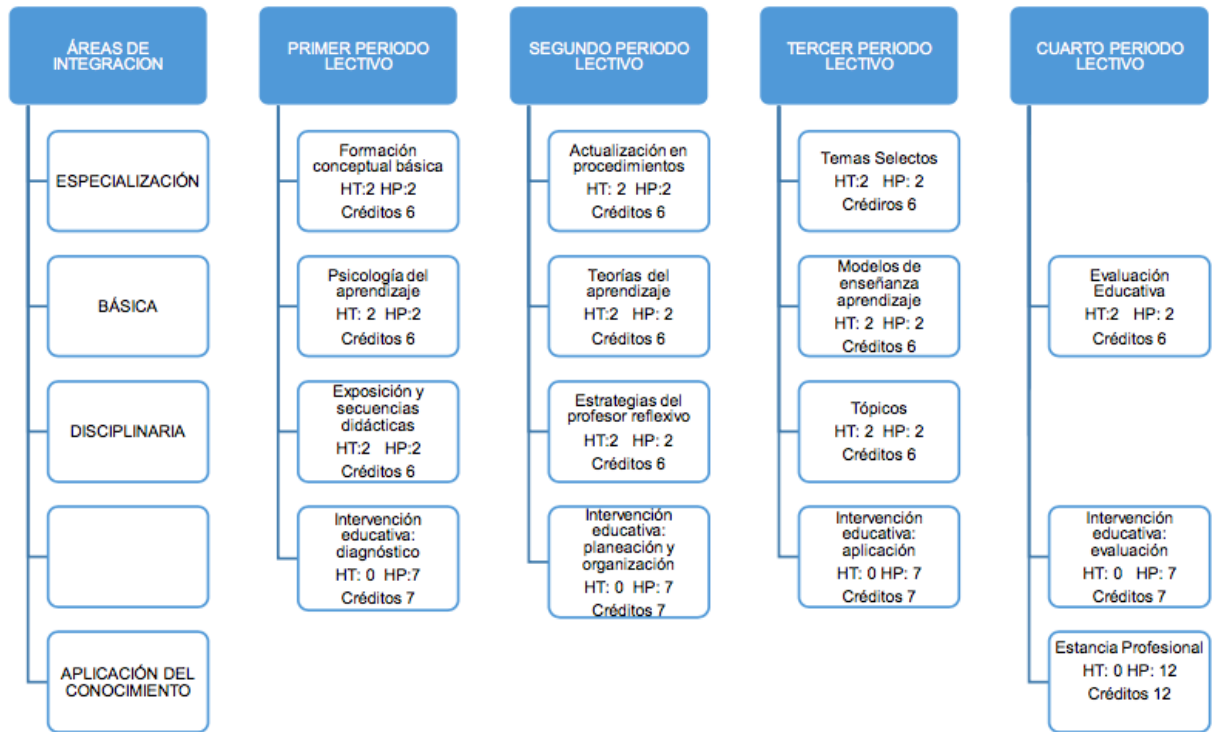 ÁREAS DE
INTEGRACION
ESPECIALIZACIÓN
BÁSICA
DISCIPLINARIA
APLICACIÓN DEL
CONOCIMIENTO
PRIMER PERIODO
LECTIVO
Formación
conceptual básica
HT:2 HP:2
Créditos 6
Psicología del
aprendizaje
HT: 2 HP:2
Créditos 6
Exposición y
secuencias
didácticas
HT:2 HP:2
Créditos 6
Intervención
educativa:
diagnóstico
HT: 0 HP:7
Créditos 7
SEGUNDO PERIODO
LECTIVO
Actualización en
procedimientos
HT: 2 HP:2
Créditos 6
Teorías del
aprendizaje
HT:2 HP: 2
Créditos 6
Estrategias del
profesor reflexivo
HT:2 HP: 2
Créditos 6
Intervención
educativa:
planeación y
organización
HT: 0 HP: 7
Créditos 7
TERCER PERIODO
LECTIVO
Temas Selectos
HT:2 HP: 2
Crédiros 6
Modelos de
enseñanza
aprendizaje
HT: 2 HP: 2
Créditos 6
Tópicos
HT: 2 HP: 2
Créditos 6
Intervención
educativa:
aplicación
HT: 0 HP: 7
Créditos 7
CUARTO PERIODO
LECTIVO
Evaluación
Educativa
HT:2 HP: 2
Créditos 6
Intervención
educativa:
evaluación
HT: 0 HP: 7
Créditos 7
Estancia Profesional
HT: 0 HP: 12
Créditos 12